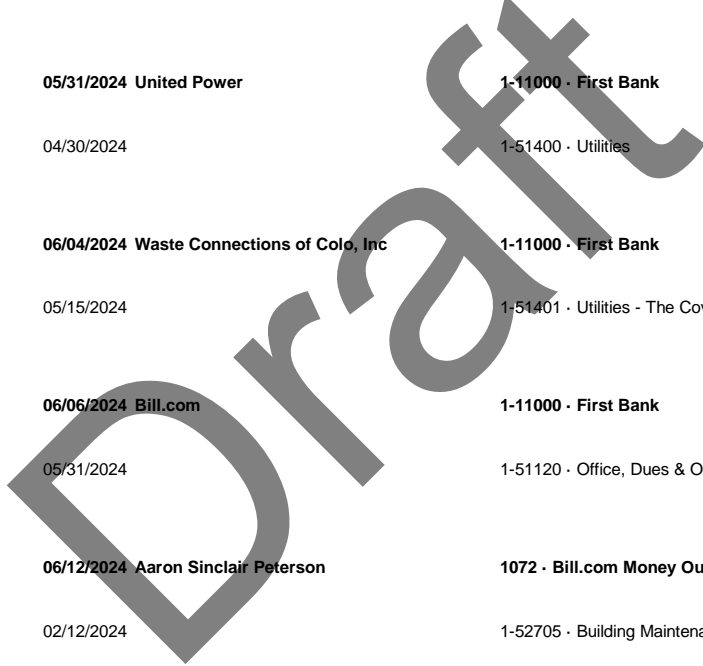 05/31/2024 United Power 1-11000 · First Bank
04/30/2024 1-51400 · Utilities
06/04/2024 Waste Connections of Colo, Inc 1-11000 · First Bank
05/15/2024 1-51401 · Utilities - The Cov
06/06/2024 Bill.com 1-11000 · First Bank
05/31/2024 1-51120 · Office, Dues & O
06/12/2024 Aaron Sinclair Peterson 1072 · Bill.com Money Ou
02/12/2024 1-52705 · Building Maintena
Draft